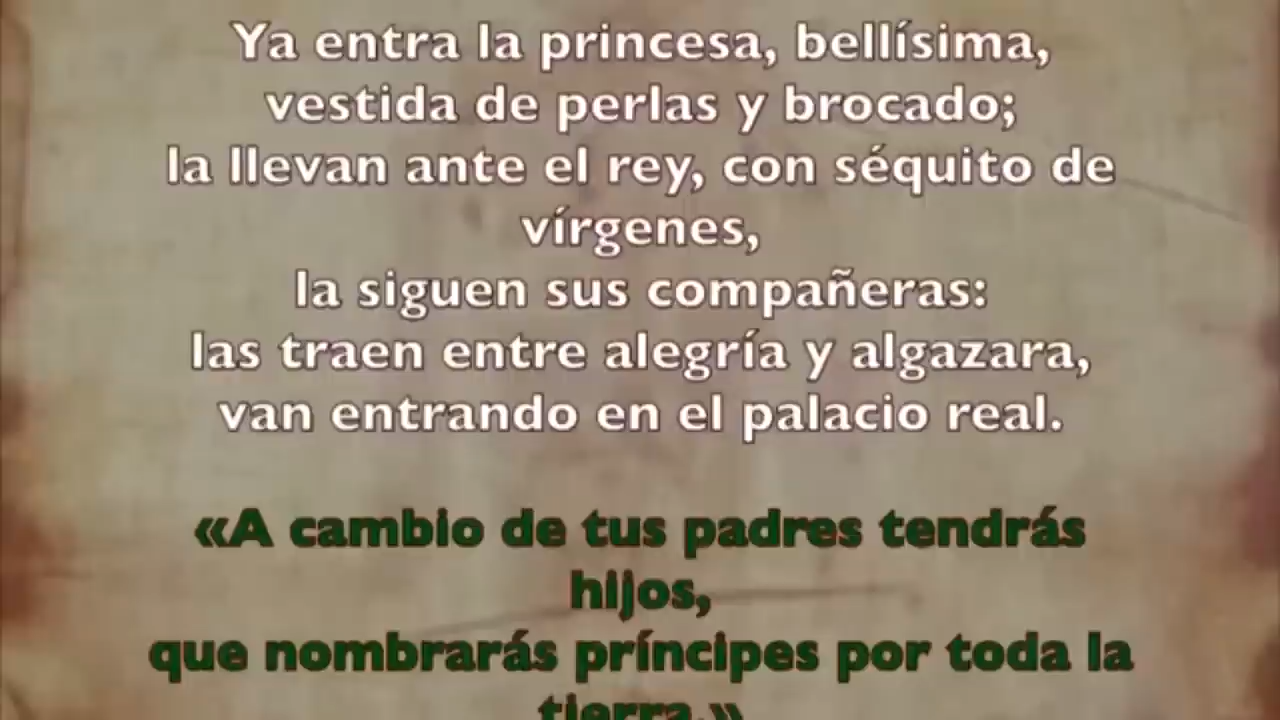 Ya entra la princesa, bellísima,
vestida de perlas y brocado;
la llevan ante el rey, con séquito de
vírgenes,
la siguen sus compañeras:
las traen entre alegría y algazara,
van entrando en el palacio real.
«A cambio de tus padres tendrás
hijos,
que nombrarás príncipes por toda la
tierra.»